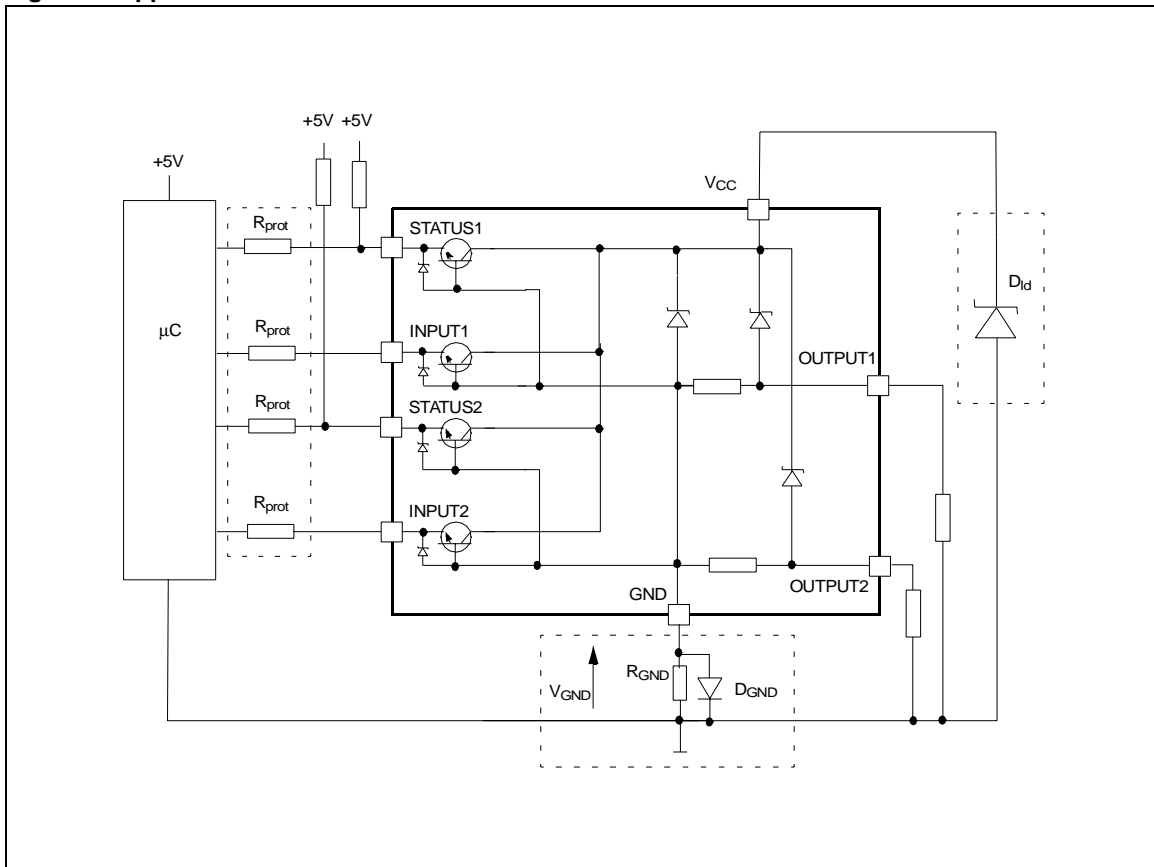 +5V +5V
+5V
VCC
Rprot
STATUS1
Dld
μC
Rprot
INPUT1
OUTPUT1
Rprot
STATUS2
Rprot
INPUT2
GND
OUTPUT2
RGND
VGND
DGND